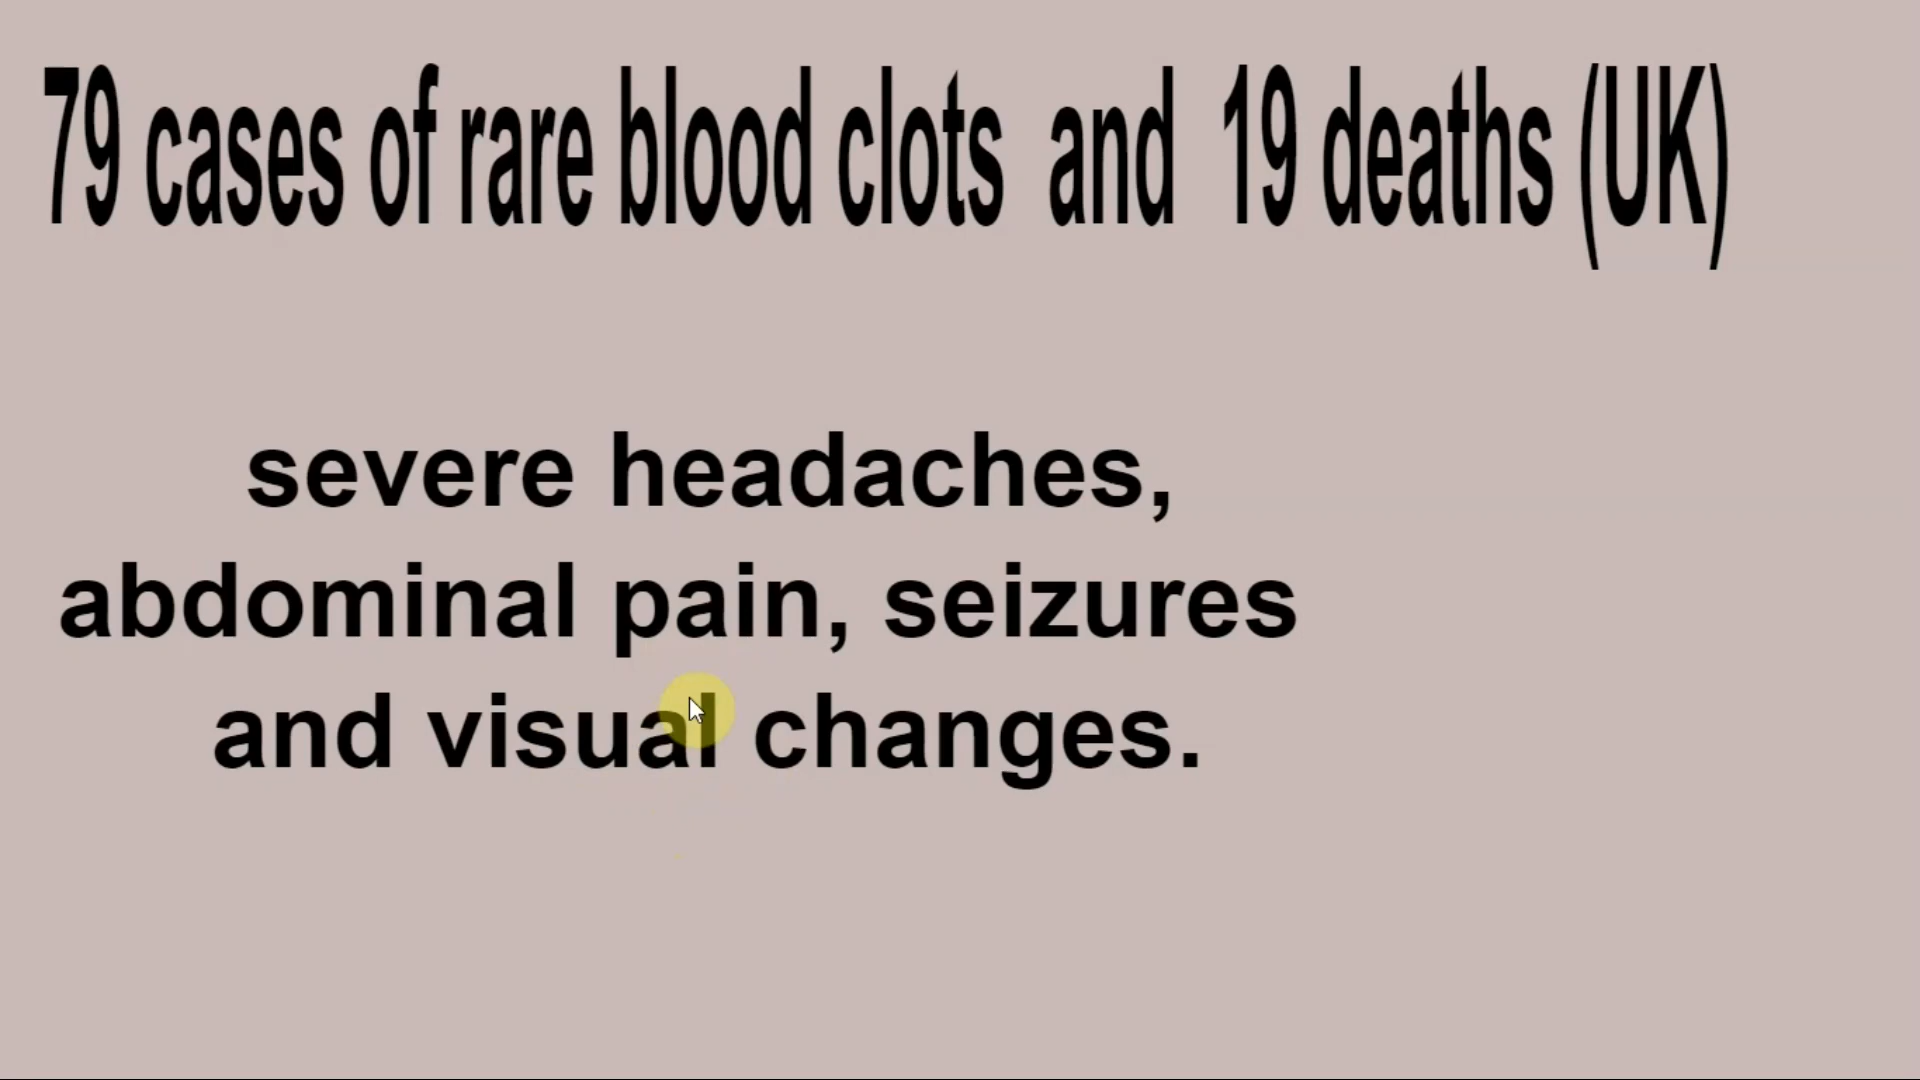 79 cases of rare blood clots and 19 deaths (UK)
severe headaches,
abdominal pain, seizures
and visual changes.